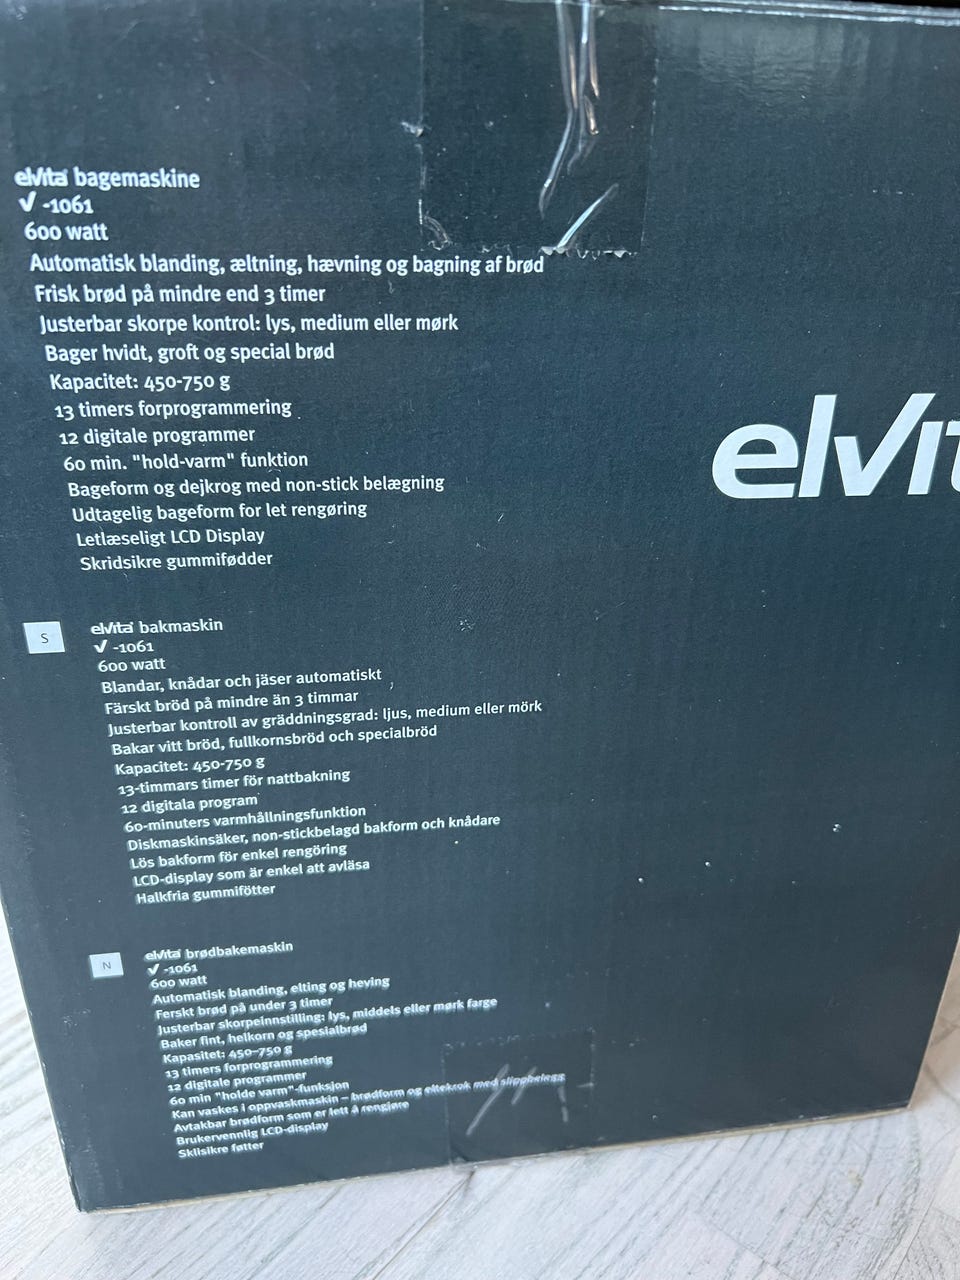 elvita bagemaskine
√ -1061
600 watt
Automatisk blanding, æltning, hævning og bagning af brød
Frisk brød på mindre end 3 timer
Justerbar skorpe kontrol: lys, medium eller mørk
Bager hvidt, groft og special brød
Kapacitet: 450-750 g
13 timers forprogrammering
12 digitale programmer
60 min. "hold-varm" funktion
Bageform og dejkrog med non-stick belægning
Udtagelig bageform for let rengøring
Letlæseligt LCD Display
Skridsikre gummifødder
elvit
S
elvita bakmaskin
√ -1061
600 watt
Blandar, knådar och jäser automatiskt
Färskt bröd på mindre än 3 timmar
Justerbar kontroll av gräddningsgrad: ljus, medium eller mörk
Bakar vitt bröd, fullkornsbröd och specialbröd
Kapacitet: 450-750 g
13-timmars timer för nattbakning
12 digitala program
60-minuters varmhållningsfunktion
Diskmaskinsäker, non-stickbelagd bakform och knådare
Lös bakform för enkel rengöring
LCD-display som är enkel att avläsa
Halkfria gummifötter
N
elvita brødbakemaskin
√ -1061
600 watt
Automatisk blanding, elting og heving
Ferskt brød på under 3 timer
Justerbar skorpeinnstilling: lys, middels eller mørk farge
Baker fint, helkorn og spesialbrød
Kapasitet: 450-750 g
13 timers forprogrammering
12 digitale programmer
60 min "holde varm"-funksjon
Kan vaskes i oppvaskmaskin – brødform og eltekrok med slippbelegg
Avtakbar brødform som er lett å rengjøre
Brukervennlig LCD-display
Sklisikre føtter